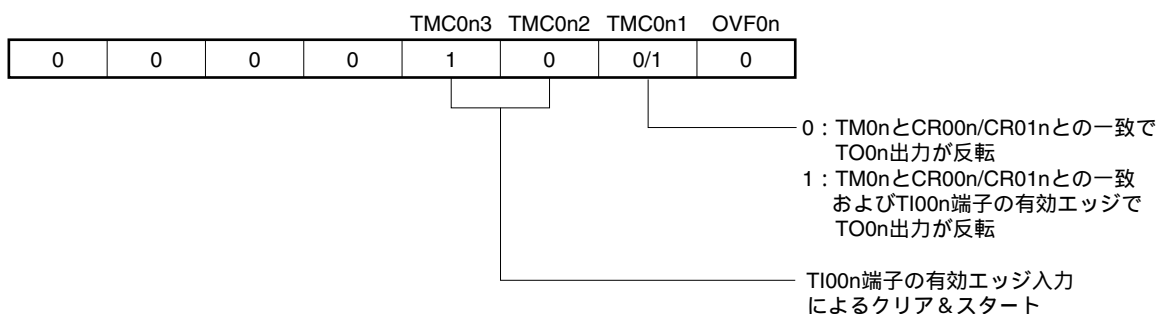 TMC0n3 TMC0n2 TMC0n1 OVF0n
0 0 0 0 1 0 0/1 0
0：TM0nとCR00n/CR01nとの一致で
TO0n出力が反転
1：TM0nとCR00n/CR01nとの一致
およびTI00n端子の有効エッジで
TO0n出力が反転
TI00n端子の有効エッジ入力
によるクリア＆スタート